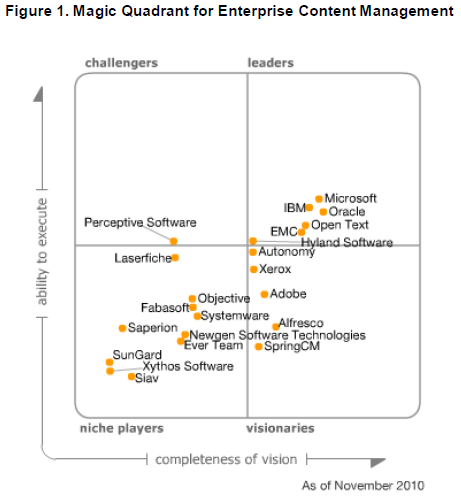 Figure 1. Magic Quadrant for Enterprise Content Management
challengers
leaders
ability to execute
Microsoft
IBM
Oracle
Open Text
EMC
Perceptive Software
Hyland Software
Laserfiche
Autonomy
Xerox
Objective
Adobe
Fabasoft
Systemware
Saperion
Alfresco
Newgen Software Technologies
Ever Team
SpringCM
SunGard
Xythos Software
Siav
niche players
visionaries
completeness of vision
As of November 2010